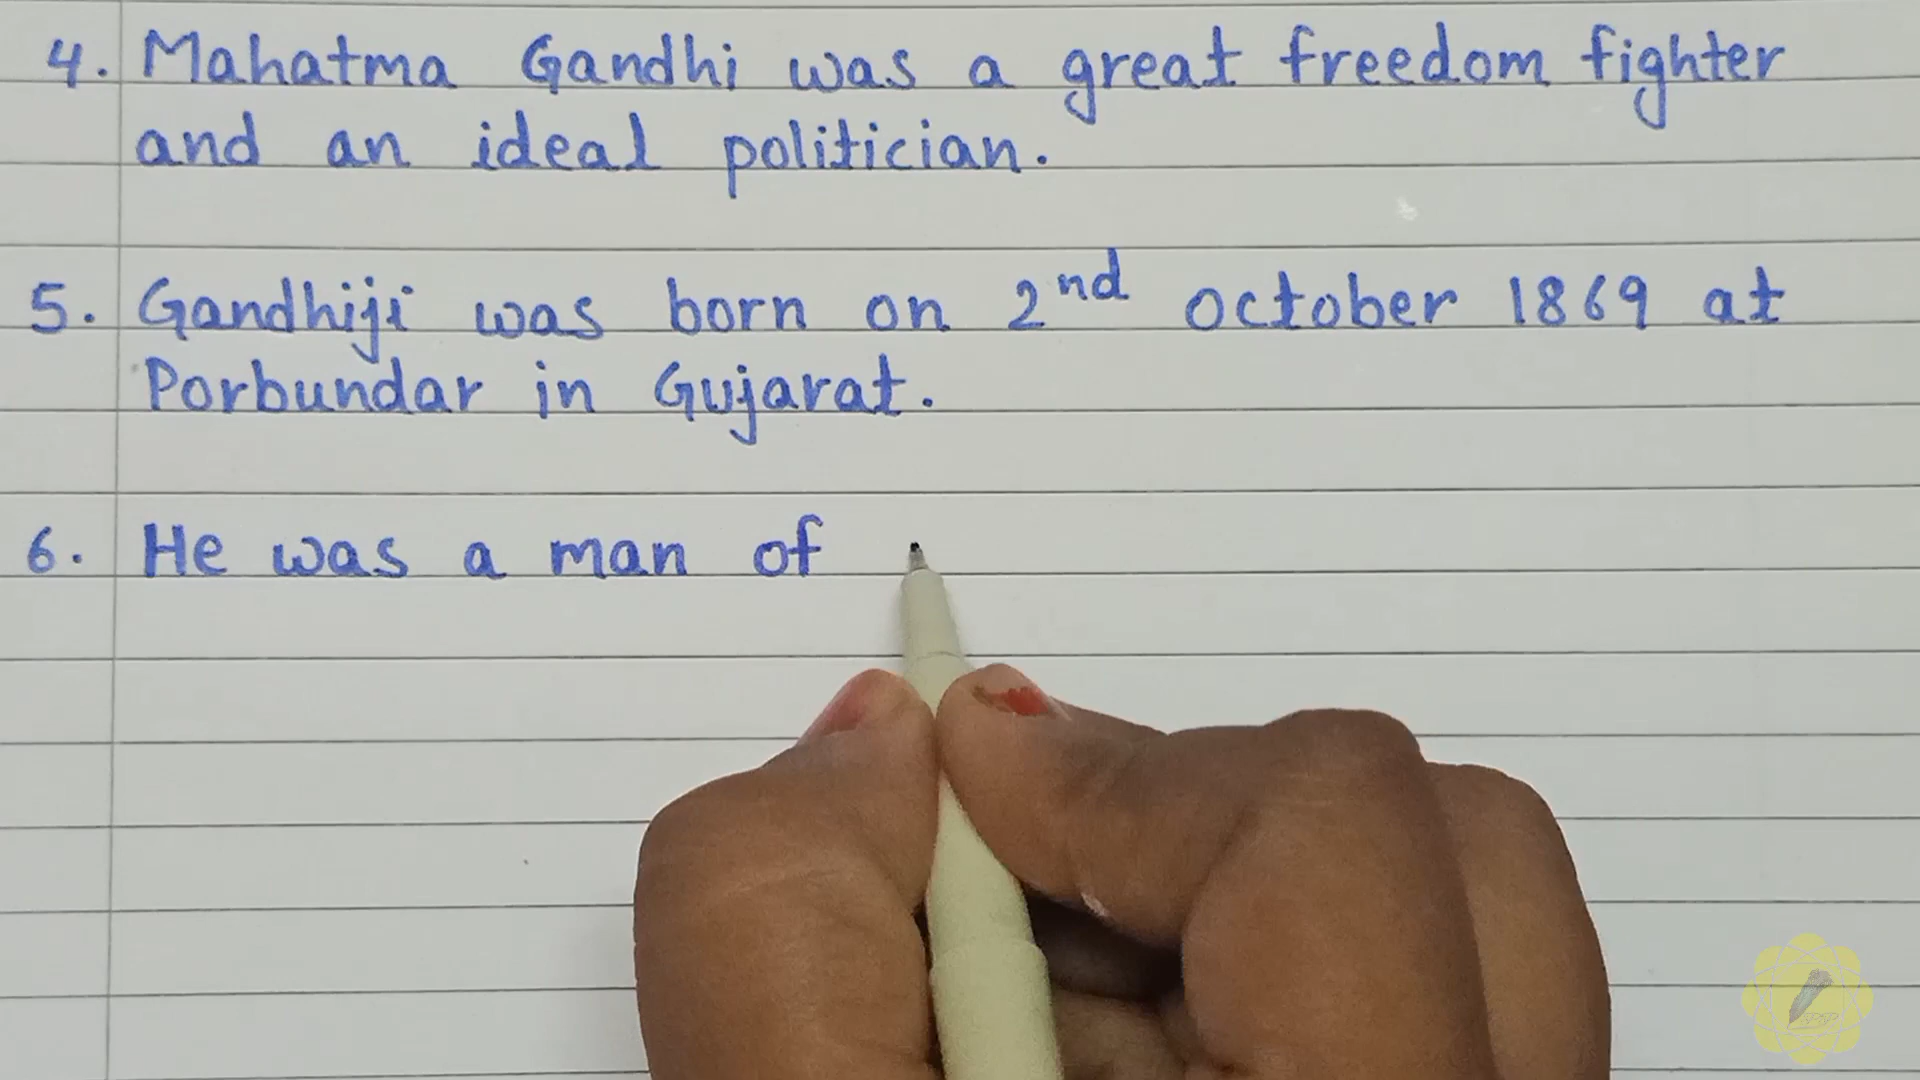 4. Mahatma Gandhi was a great freedom fighter
and an ideal politician.
5. Gandhiji was born on 2nd october 1869 at
Porbundar in Gujarat.
6. He was a man of